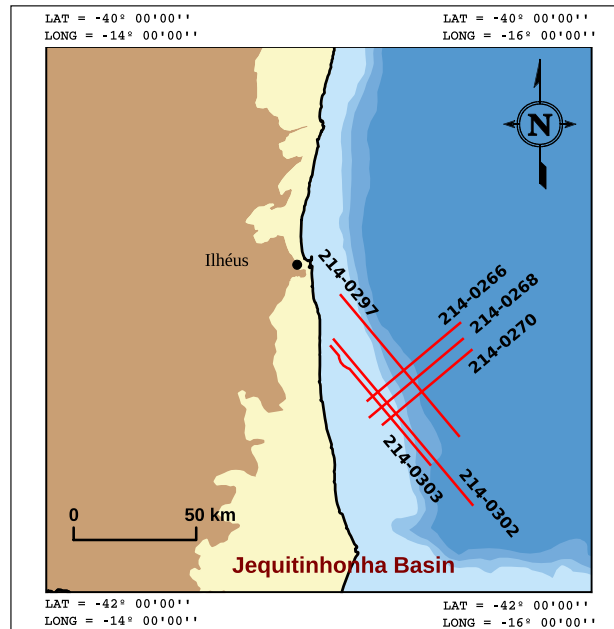 LAT = -40º 00'00''
LONG = -14º 00'00''
LAT = -40º 00'00''
LONG = -16º 00'00''
N
Ilhéus
214-0297
214-0266
214-0268
214-0270
214-0303
214-0302
0
50 km
Jequitinhonha Basin
LAT = -42º 00'00''
LONG = -14º 00'00''
LAT = -42º 00'00''
LONG = -16º 00'00''